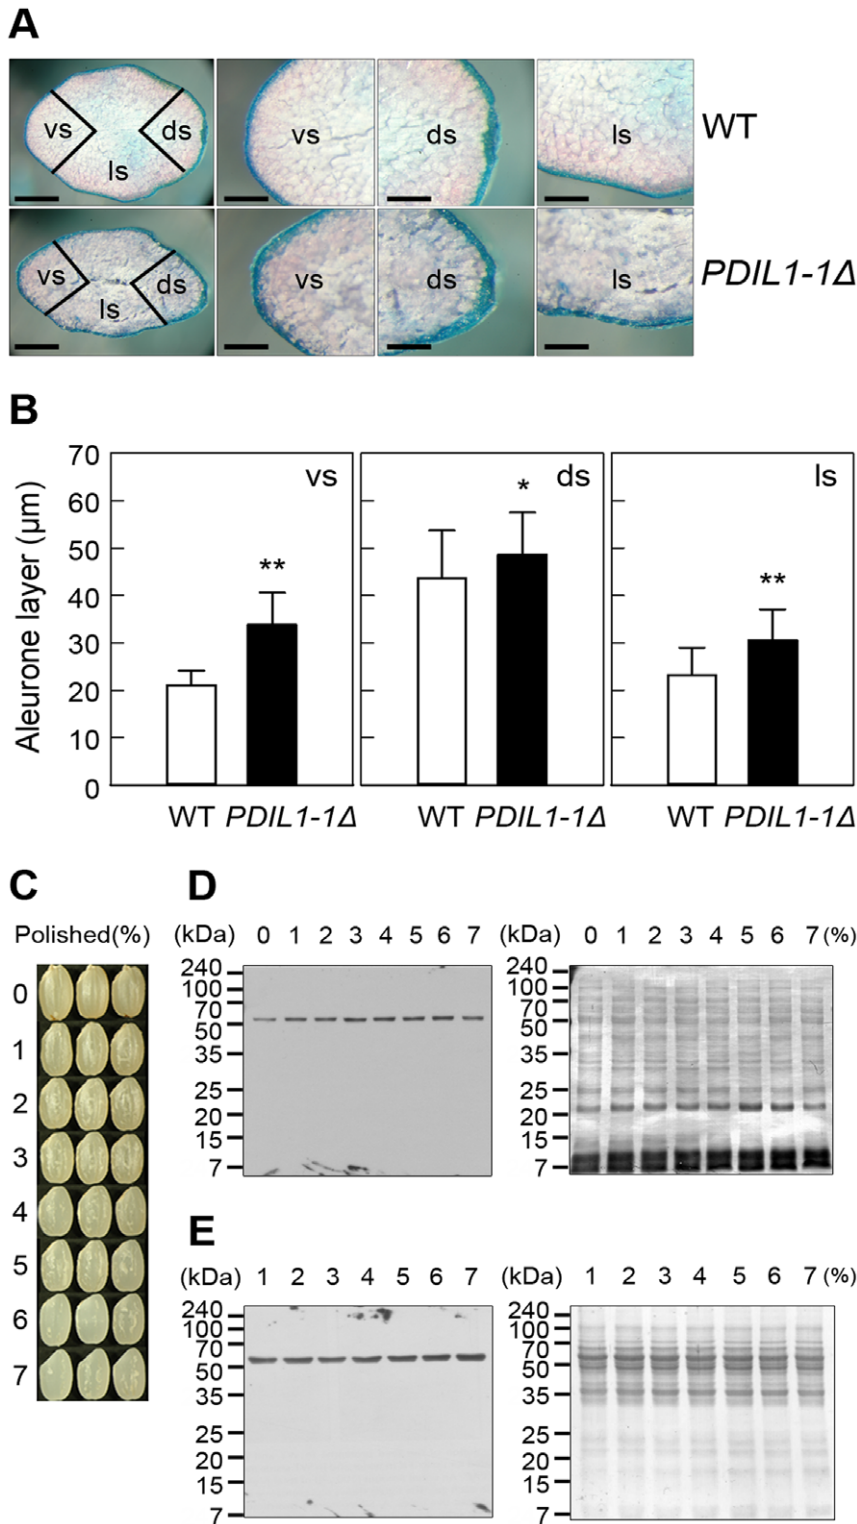 A
vs ds ls vs ds ls WT
vs ds ls vs ds ls PDIL1-1Δ
B
Aleurone layer (μm)
70 60 50 40 30 20 10 0
vs ds ls
** * **
WT PDIL1-1Δ WT PDIL1-1Δ WT PDIL1-1Δ
C
Polished(%)
0
1
2
3
4
5
6
7
D
(kDa) 0 1 2 3 4 5 6 7 (kDa) 0 1 2 3 4 5 6 7 (%)
240 240
100 100
70 70
50 50
35 35
25 25
20 20
15 15
7 7
E
(kDa) 1 2 3 4 5 6 7 (kDa) 1 2 3 4 5 6 7 (%)
240 240
100 100
70 70
50 50
35 35
25 25
20 20
15 15
7 7